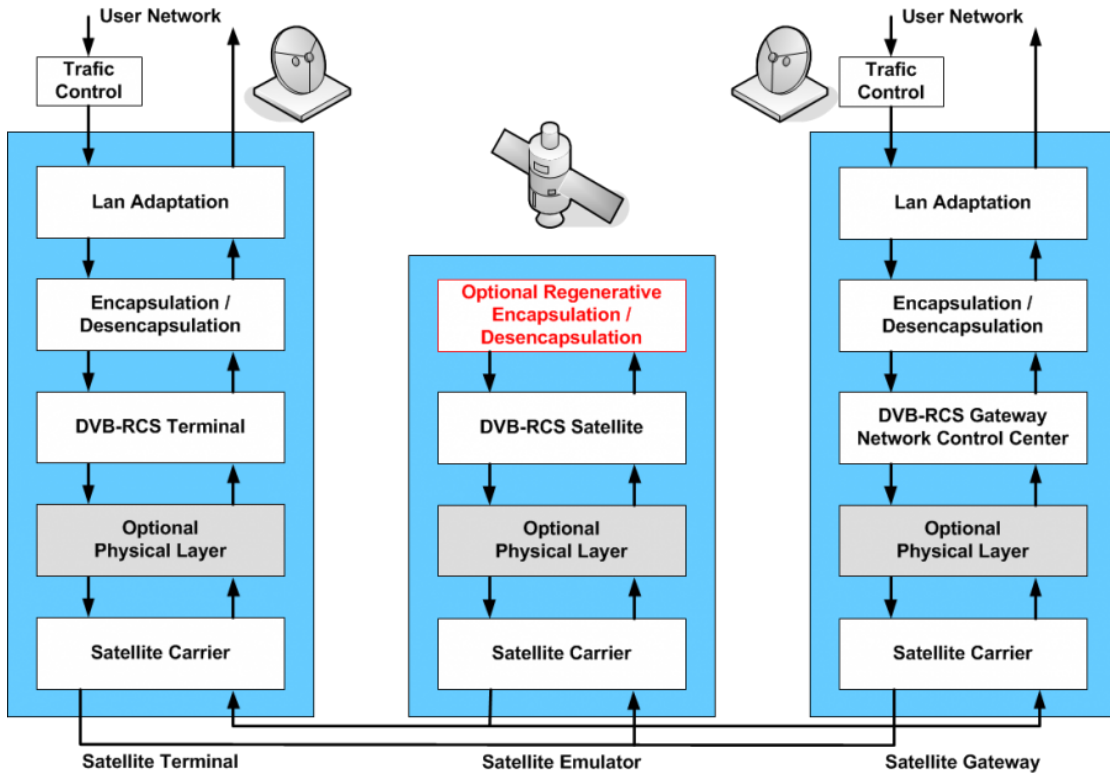 User Network
Trafic
Control
Lan Adaptation
Encapsulation /
Desencapsulation
DVB-RCS Terminal
Optional
Physical Layer
Satellite Carrier
Satellite Terminal
Optional Regenerative
Encapsulation /
Desencapsulation
DVB-RCS Satellite
Optional
Physical Layer
Satellite Carrier
Satellite Emulator
User Network
Trafic
Control
Lan Adaptation
Encapsulation /
Desencapsulation
DVB-RCS Gateway
Network Control Center
Optional
Physical Layer
Satellite Carrier
Satellite Gateway